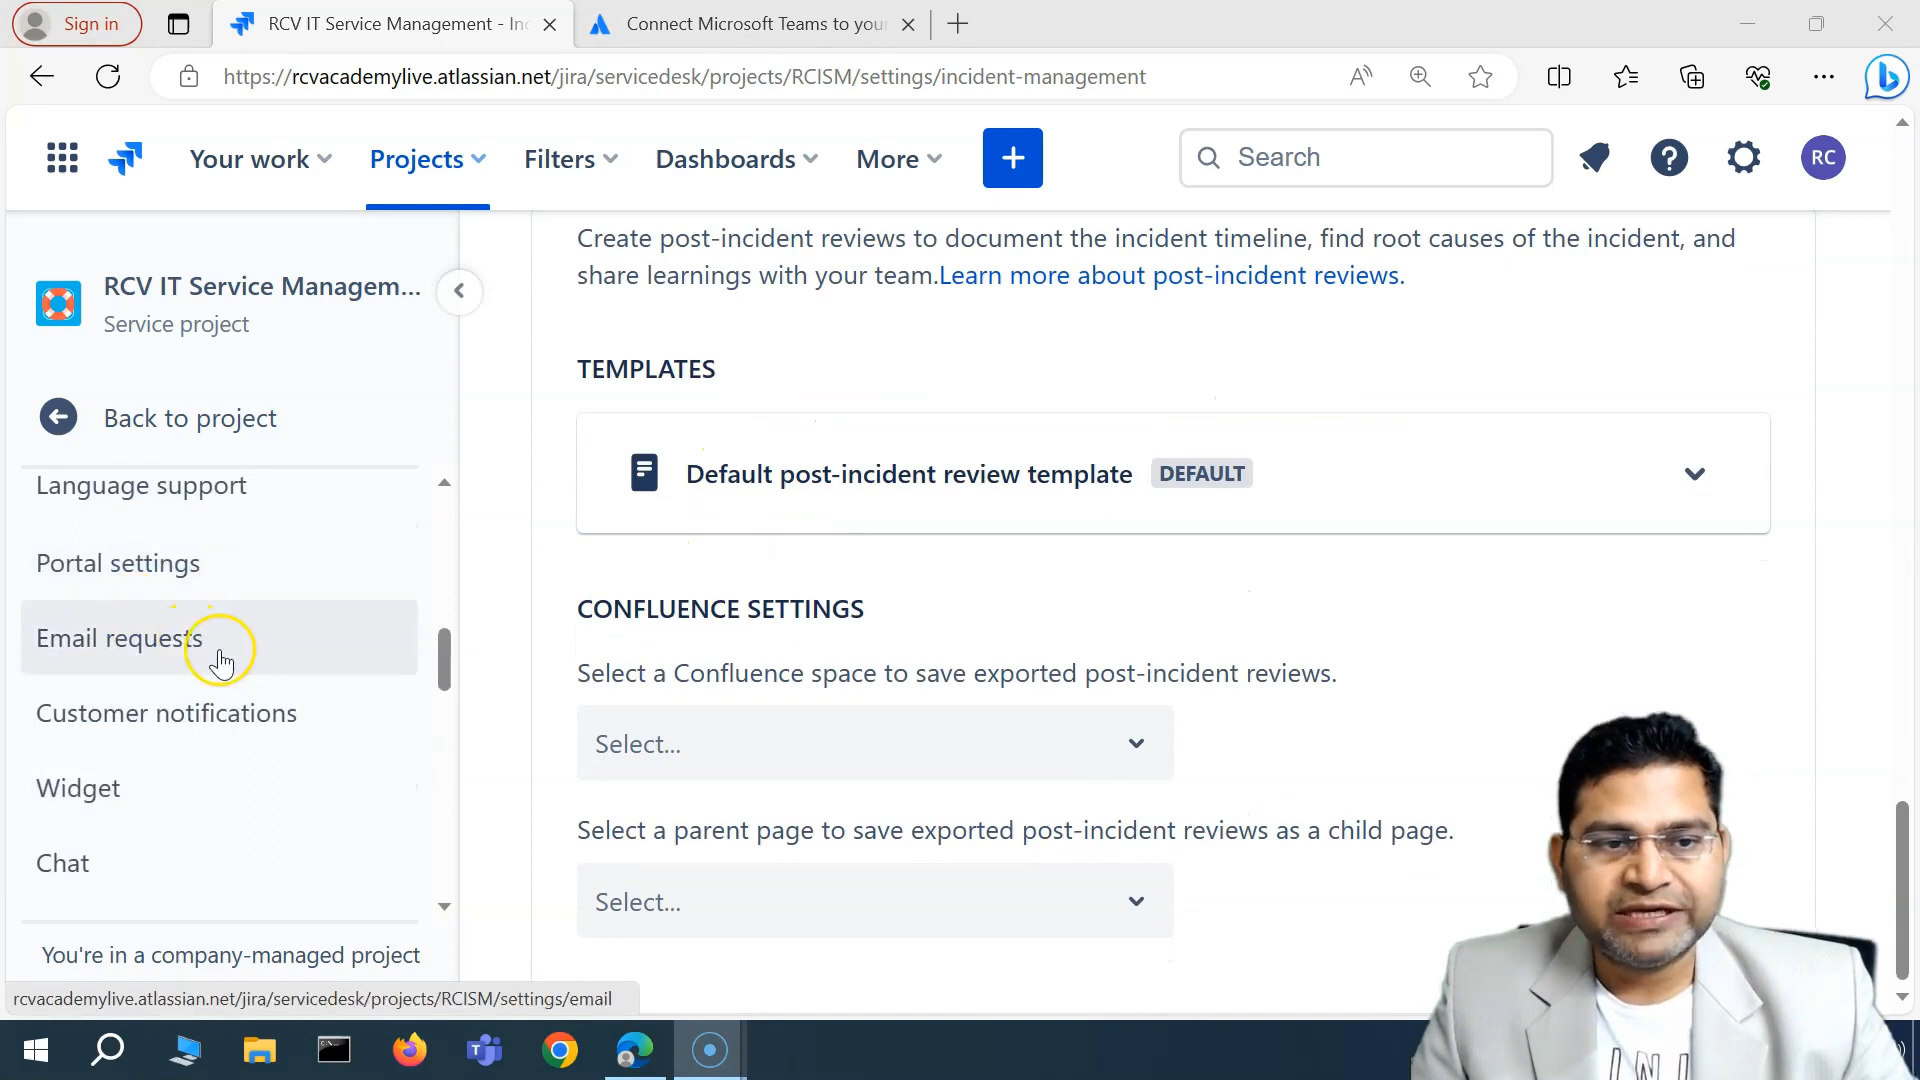 Sign in
RCV IT Service Management - Inc
Connect Microsoft Teams to your
https://rcvacademylive.atlassian.net/jira/servicedesk/projects/RCISM/settings/incident-management
Your work
Projects
Filters
Dashboards
More
Search
RC
RCV IT Service Managem...
Service project
Back to project
Language support
Portal settings
Email requests
Customer notifications
Widget
Chat
You're in a company-managed project
rcvacademylive.atlassian.net/jira/servicedesk/projects/RCISM/settings/email
Create post-incident reviews to document the incident timeline, find root causes of the incident, and
share learnings with your team.Learn more about post-incident reviews.
TEMPLATES
Default post-incident review template DEFAULT
CONFLUENCE SETTINGS
Select a Confluence space to save exported post-incident reviews.
Select...
Select a parent page to save exported post-incident reviews as a child page.
Select...